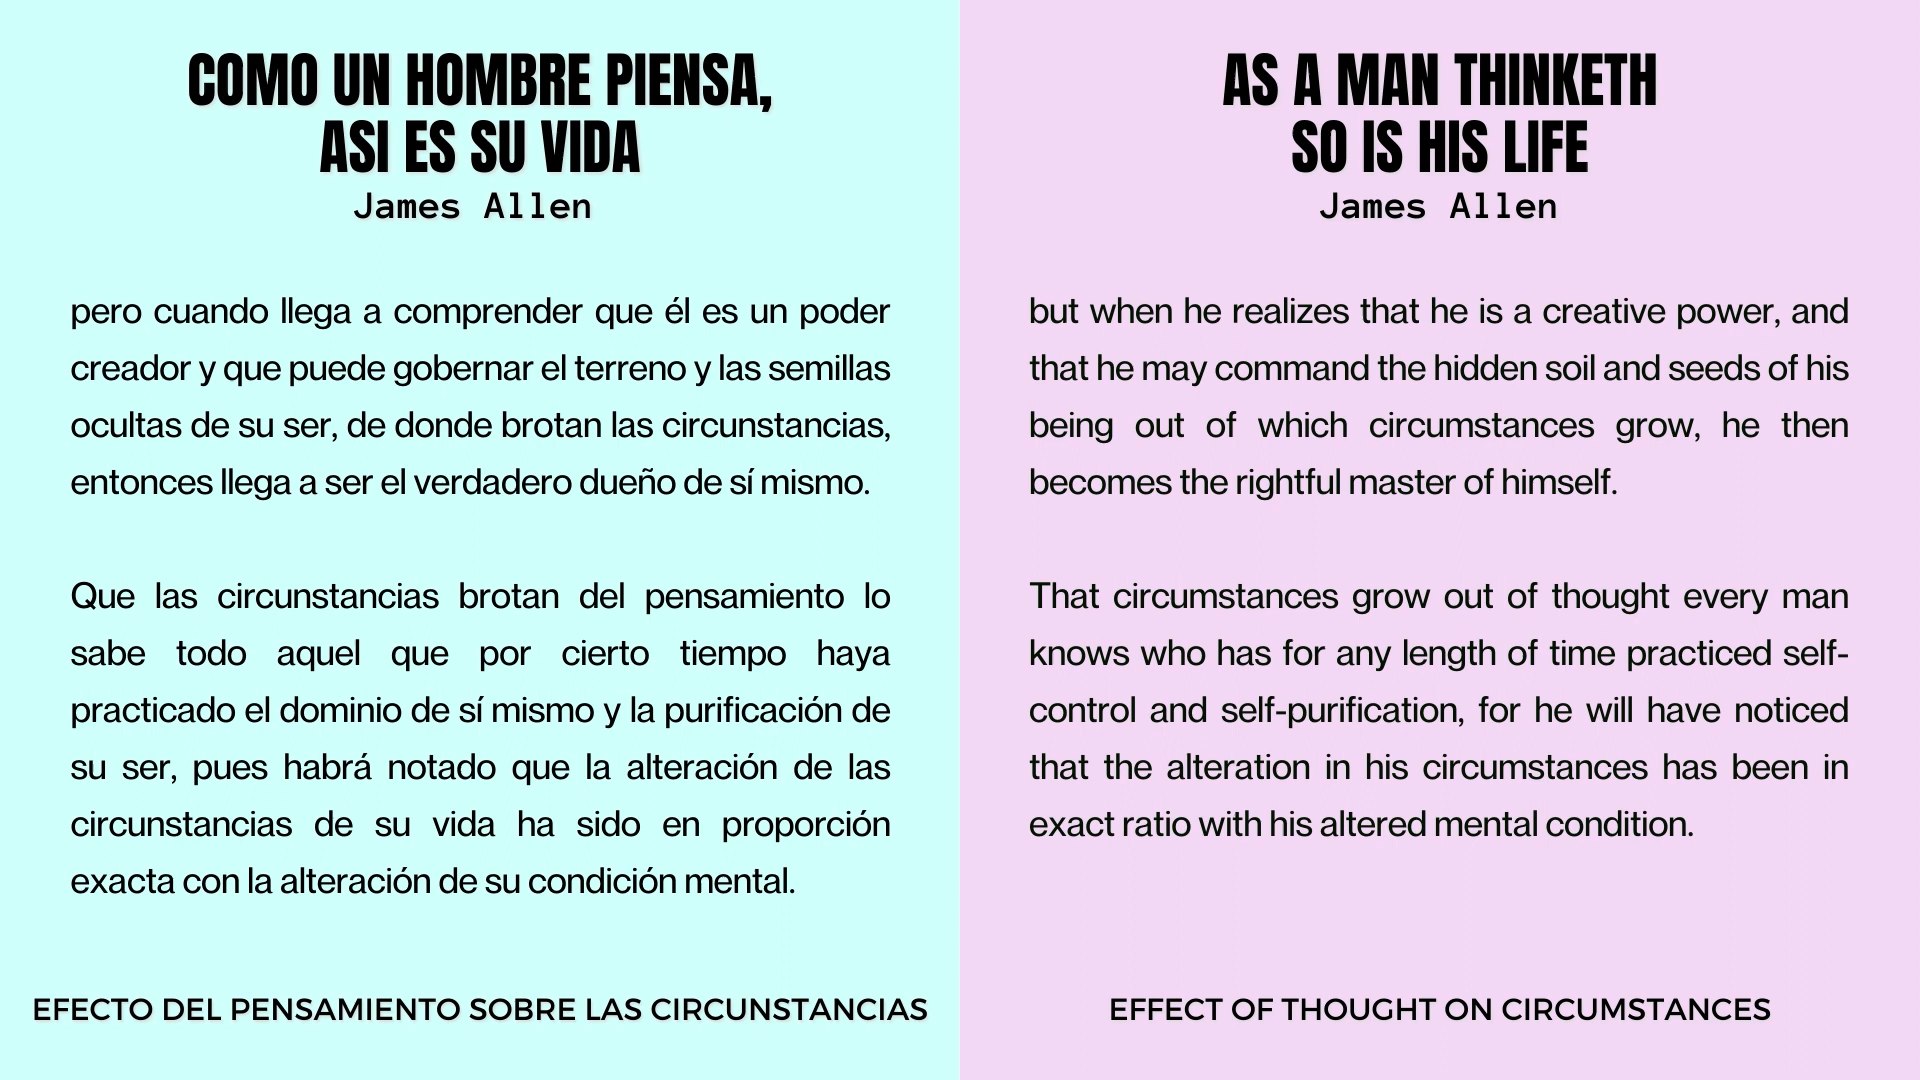 COMO UN HOMBRE PIENSA,
ASI ES SU VIDA
James Allen
pero cuando llega a comprender que él es un poder
creador y que puede gobernar el terreno y las semillas
ocultas de su ser, de donde brotan las circunstancias,
entonces llega a ser el verdadero dueño de sí mismo.
Que las circunstancias brotan del pensamiento lo
sabe todo aquel que por cierto tiempo haya
practicado el dominio de sí mismo y la purificación de
su ser, pues habrá notado que la alteración de las
circunstancias de su vida ha sido en proporción
exacta con la alteración de su condición mental.
EFECTO DEL PENSAMIENTO SOBRE LAS CIRCUNSTANCIAS
AS A MAN THINKETH
SO IS HIS LIFE
James Allen
but when he realizes that he is a creative power, and
that he may command the hidden soil and seeds of his
being out of which circumstances grow, he then
becomes the rightful master of himself.
That circumstances grow out of thought every man
knows who has for any length of time practiced self-
control and self-purification, for he will have noticed
that the alteration in his circumstances has been in
exact ratio with his altered mental condition.
EFFECT OF THOUGHT ON CIRCUMSTANCES